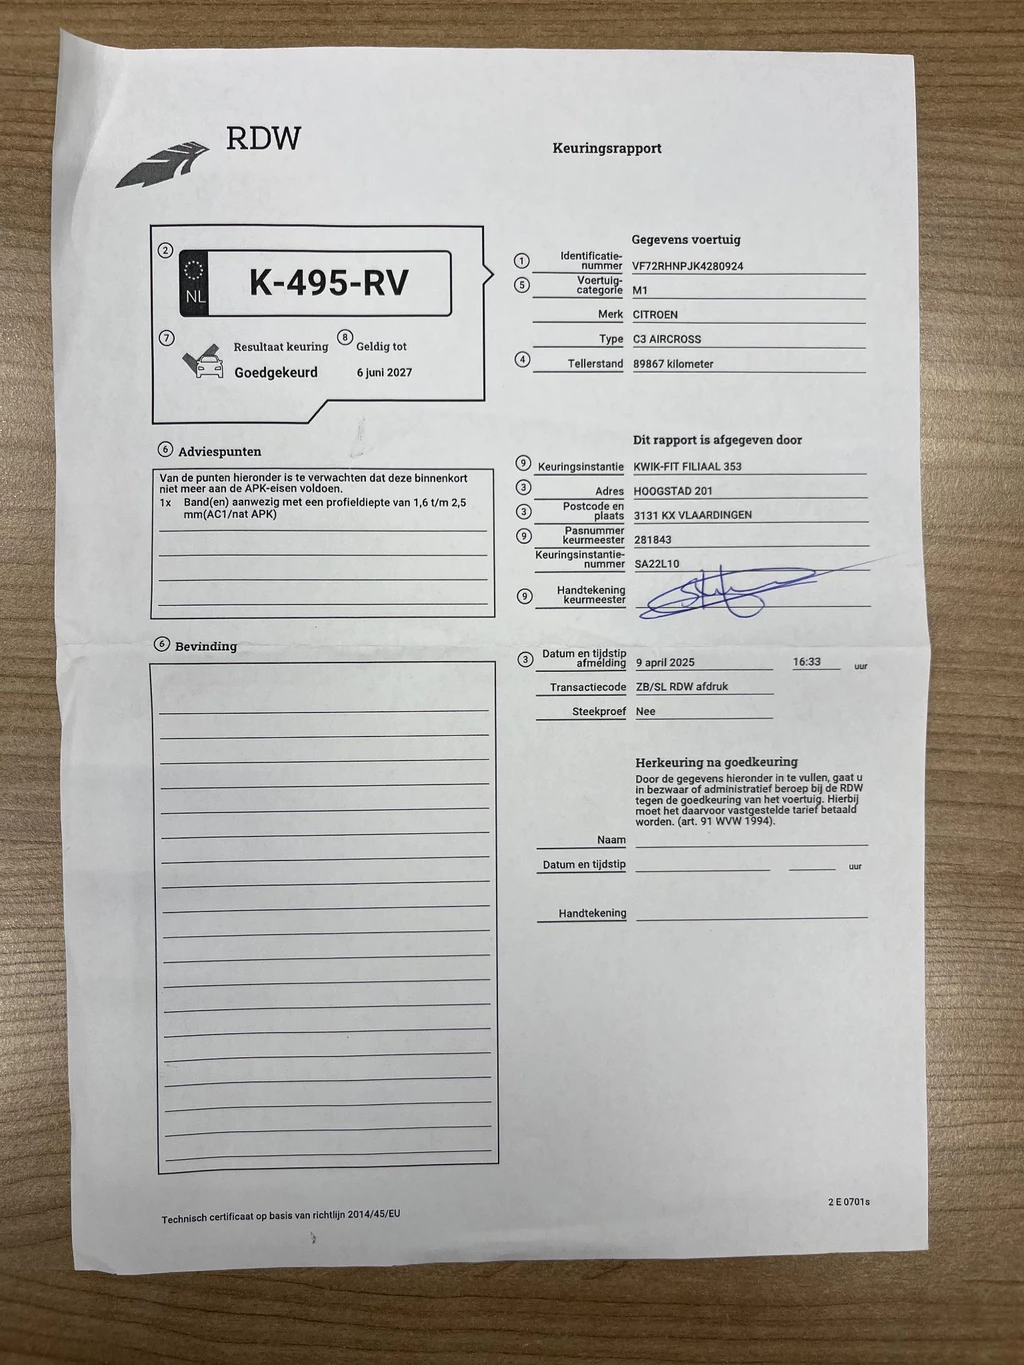 RDW
Keuringsrapport
2
NL
K-495-RV
7
Resultaat keuring
Goedgekeurd
8
Geldig tot
6 juni 2027
Gegevens voertuig
1 Identificatie-
nummer VF72RHNPJK4280924
5 Voertuig-
categorie M1
Merk CITROEN
Type C3 AIRCROSS
4 Tellerstand 89867 kilometer
6 Adviespunten
Van de punten hieronder is te verwachten dat deze binnenkort
niet meer aan de APK-eisen voldoen.
1x Band(en) aanwezig met een profieldiepte van 1,6 t/m 2,5
mm(AC1/nat APK)
Dit rapport is afgegeven door
9 Keuringsinstantie KWIK-FIT FILIAAL 353
3 Adres HOOGSTAD 201
3 Postcode en
plaats 3131 KX VLAARDINGEN
9 Pasnummer
keurmeester 281843
Keuringsinstantie-
nummer SA22L10
9 Handtekening
keurmeester
6 Bevinding
3 Datum en tijdstip
afmelding 9 april 2025 16:33 uur
Transactiecode ZB/SL RDW afdruk
Steekproef Nee
Herkeuring na goedkeuring
Door de gegevens hieronder in te vullen, gaat u
in bezwaar of administratief beroep bij de RDW
tegen de goedkeuring van het voertuig. Hierbij
moet het daarvoor vastgestelde tarief betaald
worden. (art. 91 WVW 1994).
Naam
Datum en tijdstip uur
Handtekening
Technisch certificaat op basis van richtlijn 2014/45/EU
2 E 0701s